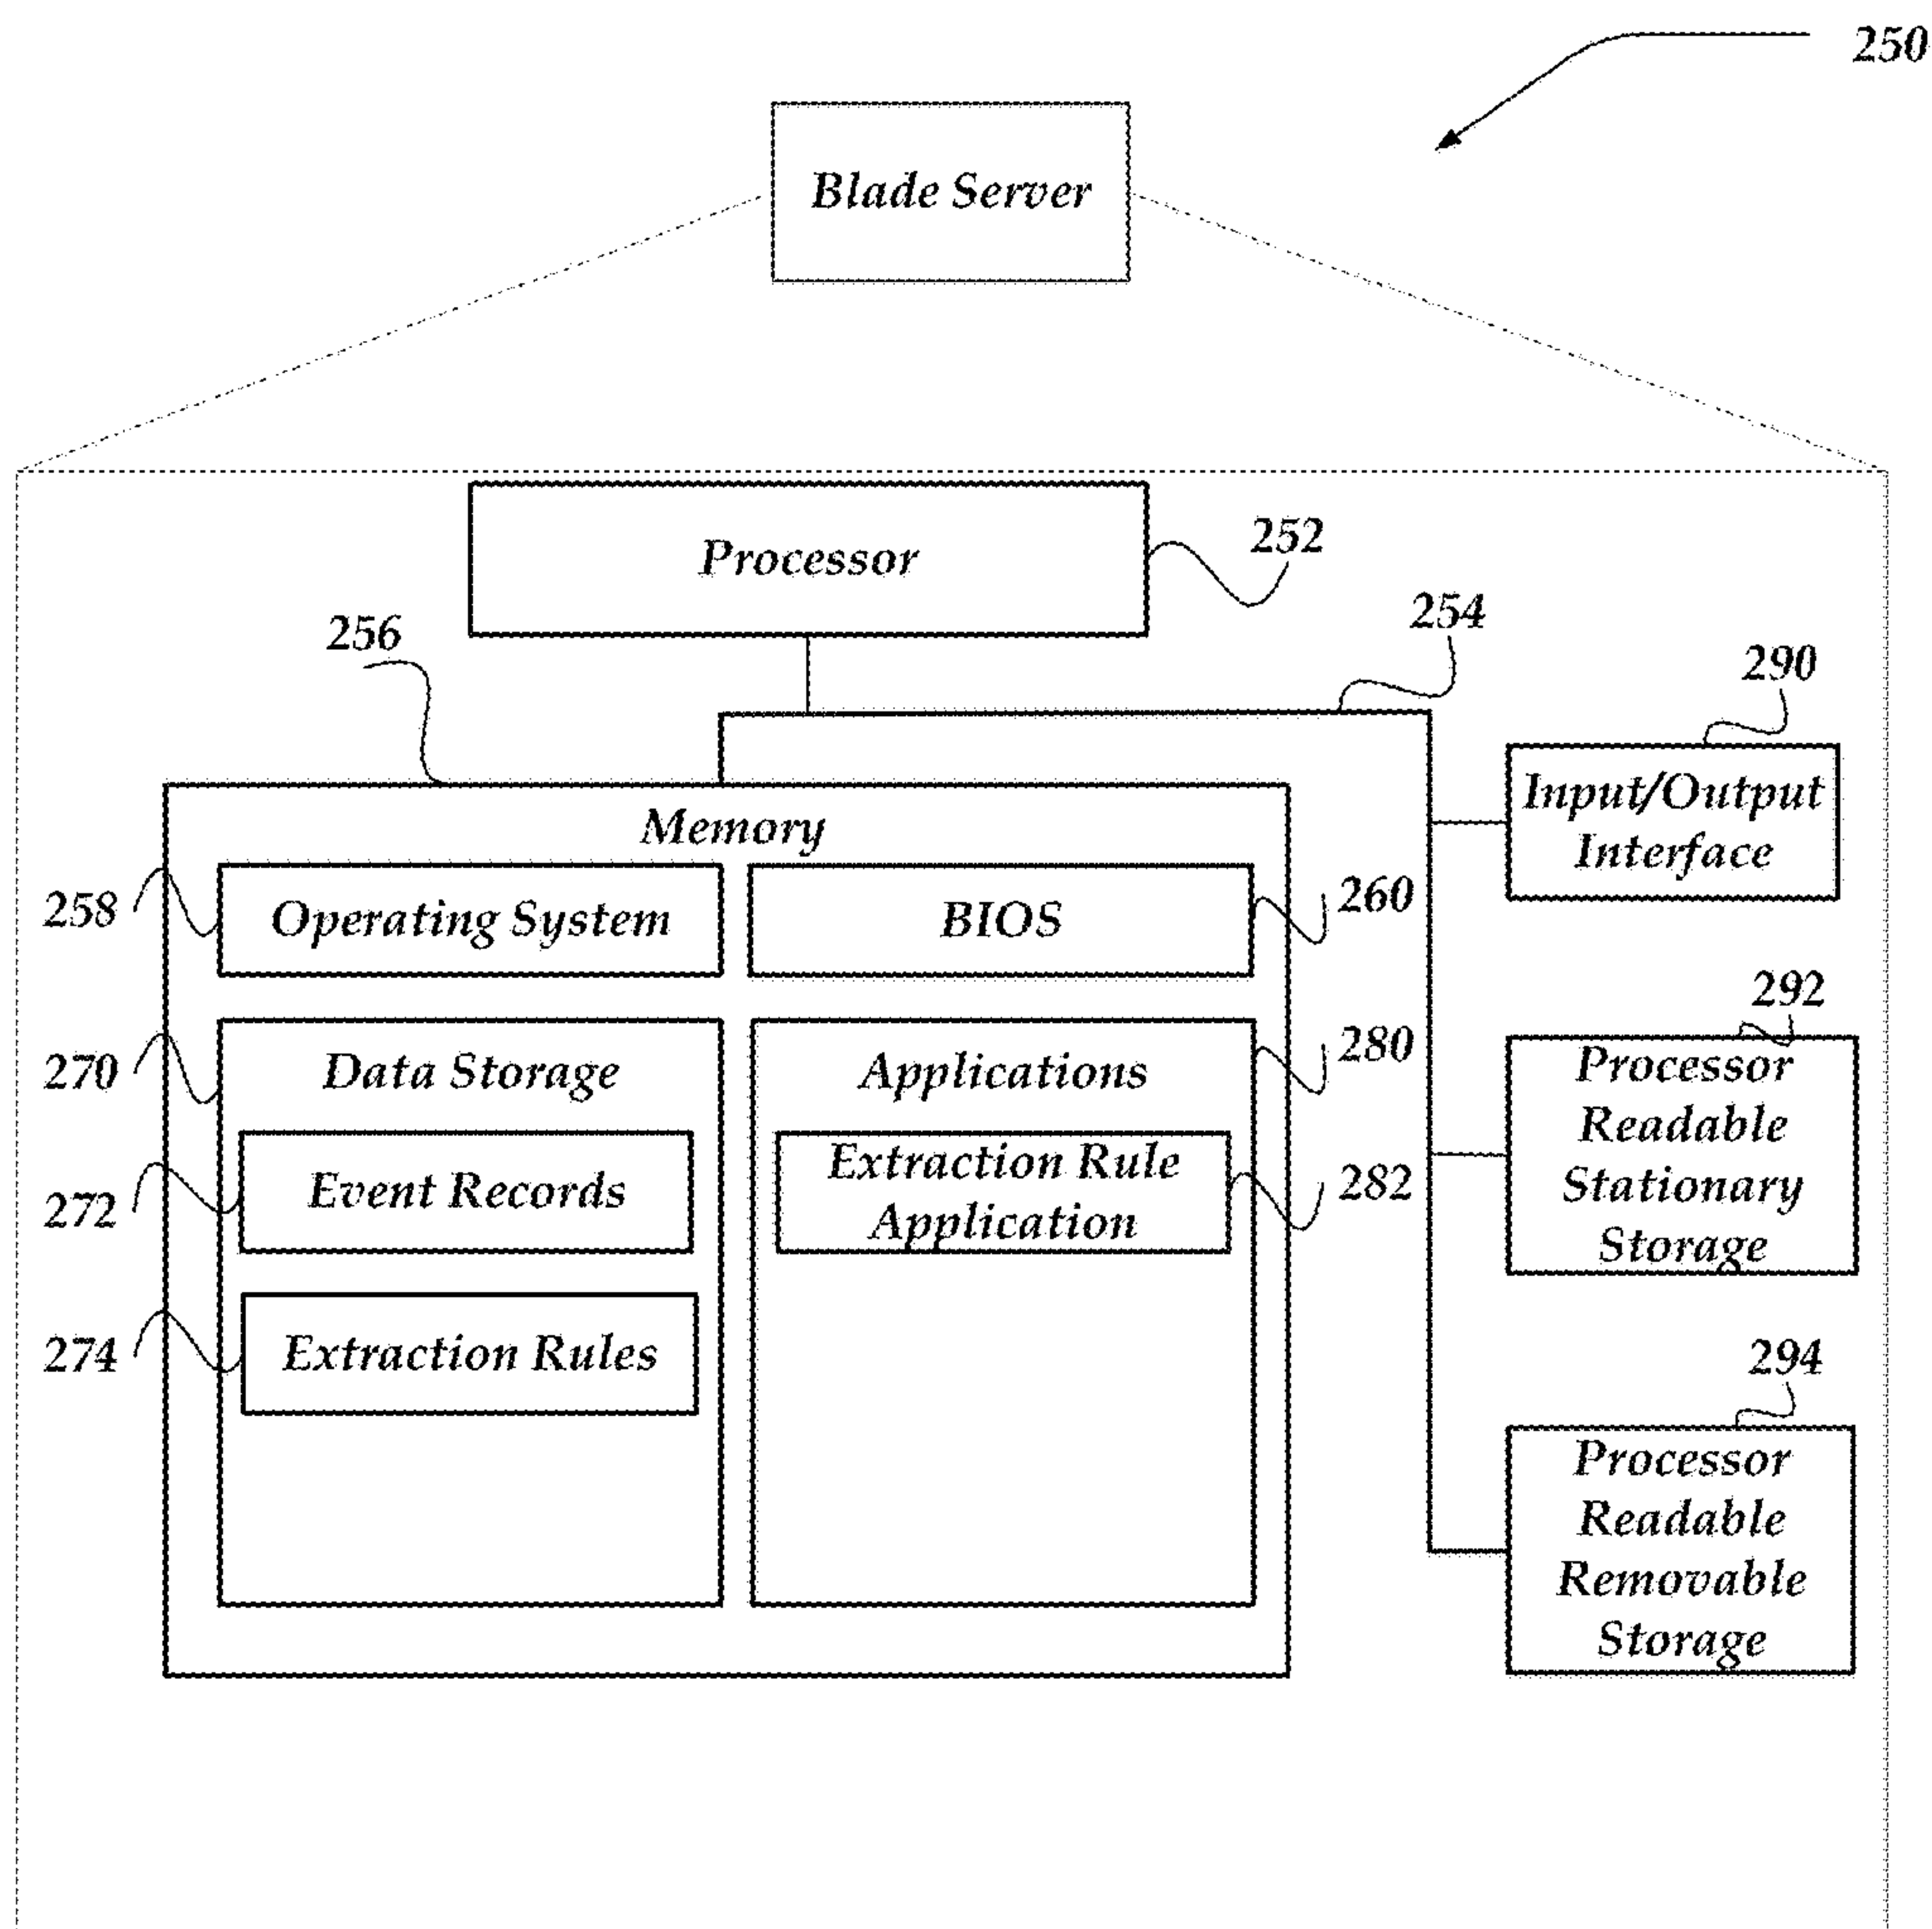 250
Blade Server
Processor
252
254
256
290
Input/Output
Interface
Memory
258
Operating System
BIOS
260
292
Processor
Readable
Stationary
Storage
270
Data Storage
Applications
280
272
Event Records
Extraction Rule
Application
282
274
Extraction Rules
294
Processor
Readable
Removable
Storage